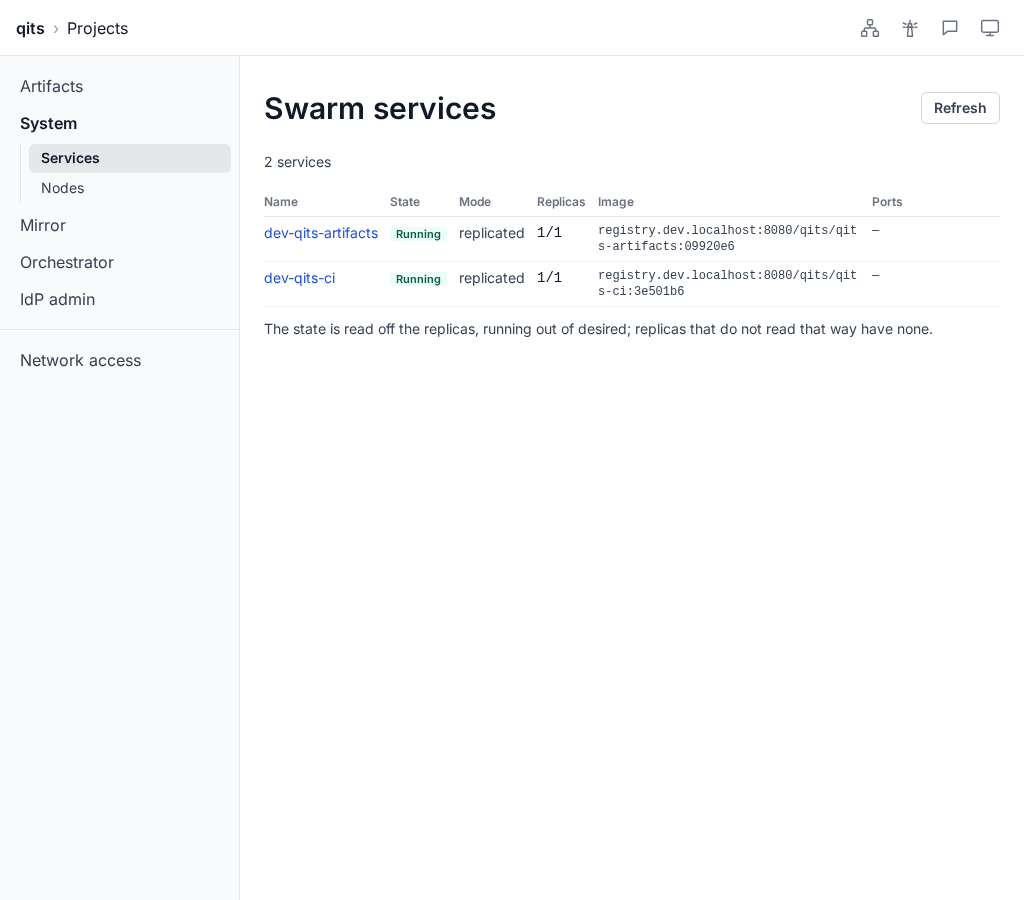 qits › Projects
Artifacts
System
Services
Nodes
Mirror
Orchestrator
IdP admin
Network access
Swarm services
Refresh
2 services
Name State Mode Replicas Image Ports
dev-qits-artifacts Running replicated 1/1 registry.dev.localhost:8080/qits/qit —
s-artifacts:09920e6
dev-qits-ci Running replicated 1/1 registry.dev.localhost:8080/qits/qit —
s-ci:3e501b6
The state is read off the replicas, running out of desired; replicas that do not read that way have none.